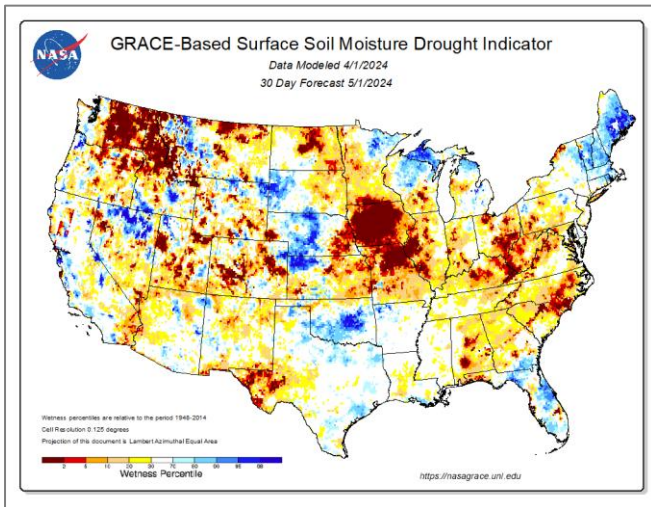 NASA
GRACE-Based Surface Soil Moisture Drought Indicator
Data Modeled 4/1/2024
30 Day Forecast 5/1/2024
Wetness percentiles are relative to the period 1948-2014
Cell Resolution 0.125 degrees
Projection of this document is Lambert Azimuthal Equal Area
2 5 10 20 30 70 80 90 95 98
Wetness Percentile
https://nasagrace.unl.edu